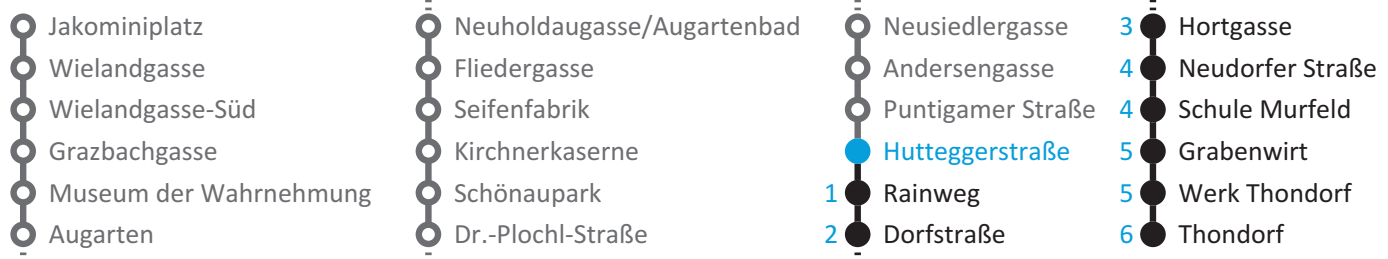 Jakominiplatz
Wielandgasse
Wielandgasse-Süd
Grazbachgasse
Museum der Wahrnehmung
Augarten
Neuholdaugasse/Augartenbad
Fliedergasse
Seifenfabrik
Kirchnerkaserne
Schönaupark
Dr.-Plochl-Straße
Neusiedlergasse
Andersengasse
Puntigamer Straße
Hutteggerstraße
1 Rainweg
2 Dorfstraße
3 Hortgasse
4 Neudorfer Straße
4 Schule Murfeld
5 Grabenwirt
5 Werk Thondorf
6 Thondorf